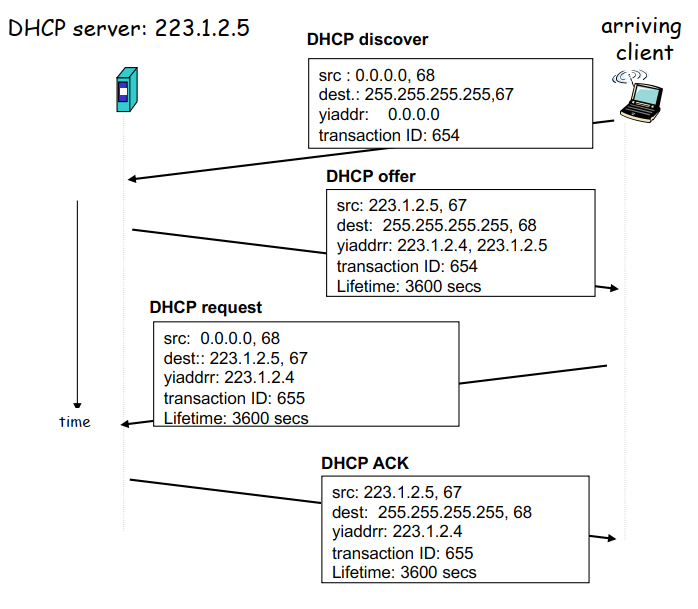 DHCP server: 223.1.2.5
arriving
client
DHCP discover
src : 0.0.0.0, 68
dest.: 255.255.255.255,67
yiaddr: 0.0.0.0
transaction ID: 654
DHCP offer
src: 223.1.2.5, 67
dest: 255.255.255.255, 68
yiaddrr: 223.1.2.4, 223.1.2.5
transaction ID: 654
Lifetime: 3600 secs
DHCP request
src: 0.0.0.0, 68
dest:: 223.1.2.5, 67
yiaddrr: 223.1.2.4
transaction ID: 655
Lifetime: 3600 secs
time
DHCP ACK
src: 223.1.2.5, 67
dest: 255.255.255.255, 68
yiaddrr: 223.1.2.4
transaction ID: 655
Lifetime: 3600 secs